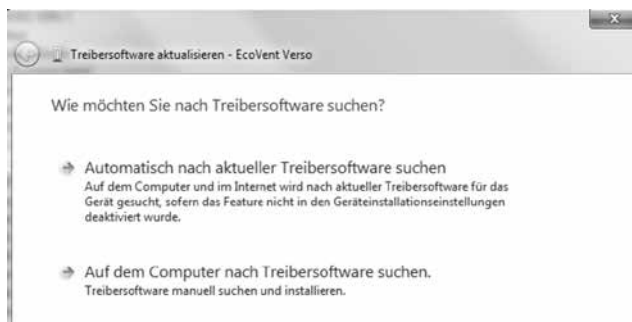 Treibersoftware aktualisieren - EcoVent Verso
Wie möchten Sie nach Treibersoftware suchen?
Automatisch nach aktueller Treibersoftware suchen
Auf dem Computer und im Internet wird nach aktueller Treibersoftware für das
Gerät gesucht, sofern das Feature nicht in den Geräteinstallationseinstellungen
deaktiviert wurde.
Auf dem Computer nach Treibersoftware suchen.
Treibersoftware manuell suchen und installieren.